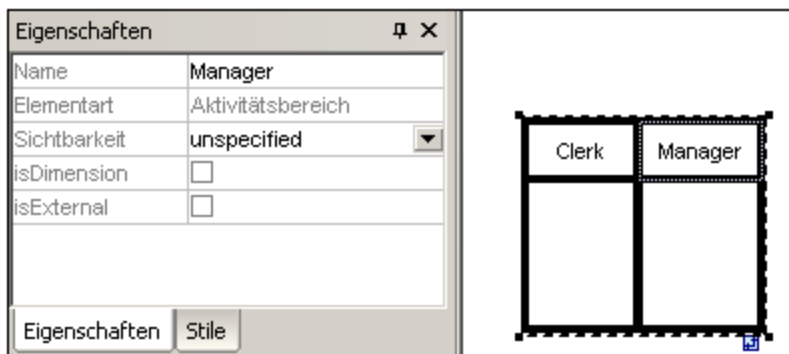 Eigenschaften
Name Manager
Elementart Aktivitätsbereich
Sichtbarkeit unspecified
isDimension
isExternal
Eigenschaften Stile
Clerk Manager